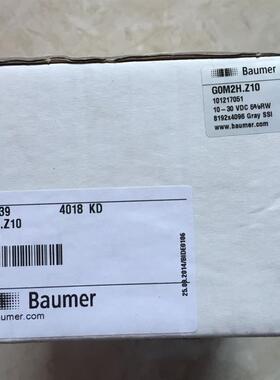 Baumer
G0M2H.Z10
101217051
10-30 VDC 5%RW
8192x4096 Gray SSI
www.baumer.com
39 4018 KD
.Z10
Baumer
aumer.com
25.09.2014/BIDE0106